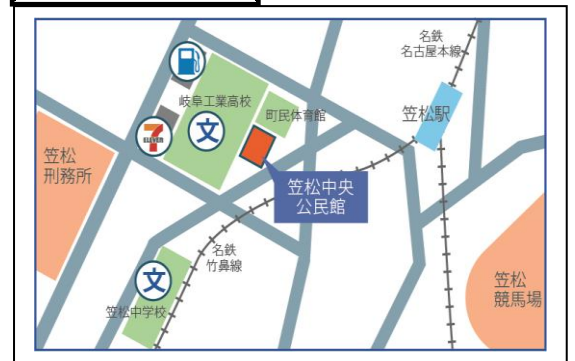 名鉄
名古屋本線
岐阜工業高校
町民体育館
笠松駅
文
7
ELEVEN
笠松
刑務所
笠松中央
公民館
名鉄
竹鼻線
文
笠松中学校
笠松
競馬場